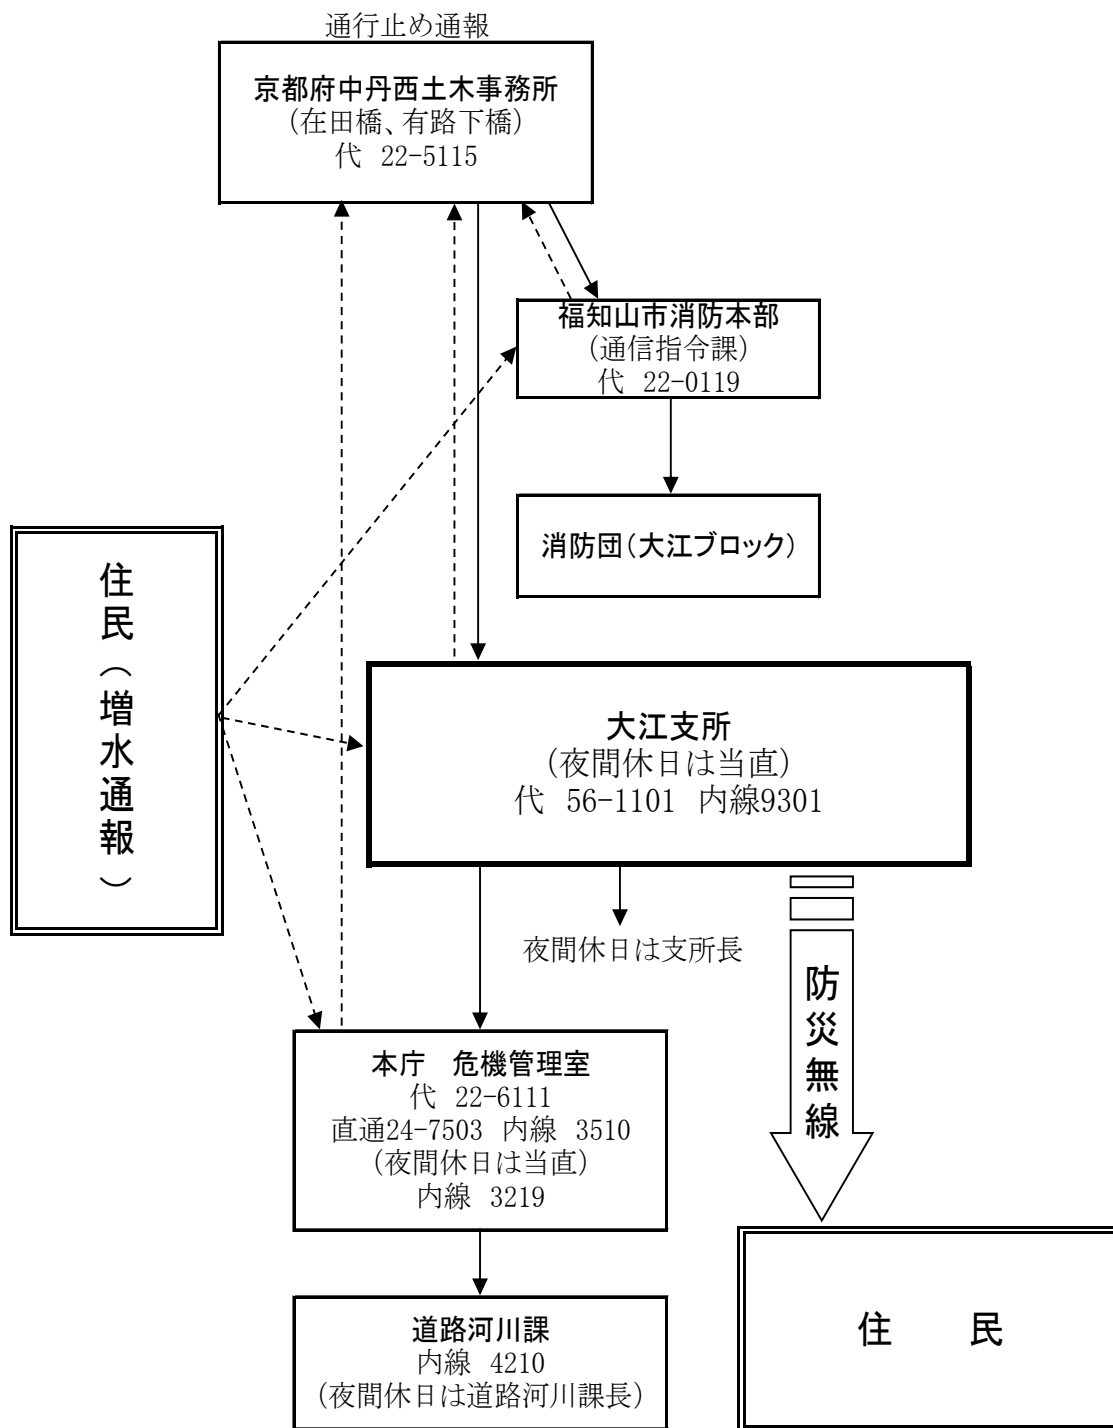 通行止め通報
京都府中丹西土木事務所
(在田橋、有路下橋)
代 22-5115
福知山市消防本部
(通信指令課)
代 22-0119
消防団(大江ブロック)
住民(増水通報)
大江支所
(夜間休日は当直)
代 56-1101 内線9301
夜間休日は支所長
防災無線
本庁　危機管理室
代 22-6111
直通24-7503 内線 3510
(夜間休日は当直)
内線 3219
道路河川課
内線 4210
(夜間休日は道路河川課長)
住　民